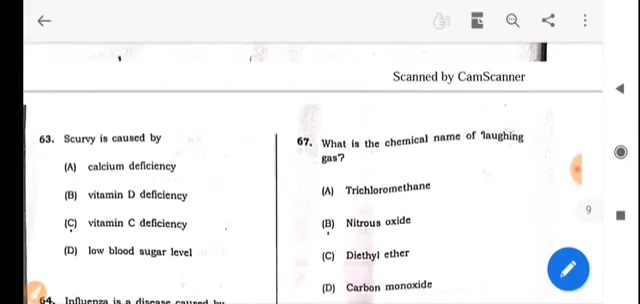 Scanned by CamScanner
63. Scurvy is caused by
(A) calcium deficiency
(B) vitamin D deficiency
(C) vitamin C deficiency
(D) low blood sugar level
64. Influenza is a disease caused by
67. What is the chemical name of 'laughing
gas'?
(A) Trichloromethane
(B) Nitrous oxide
(C) Diethyl ether
(D) Carbon monoxide
9